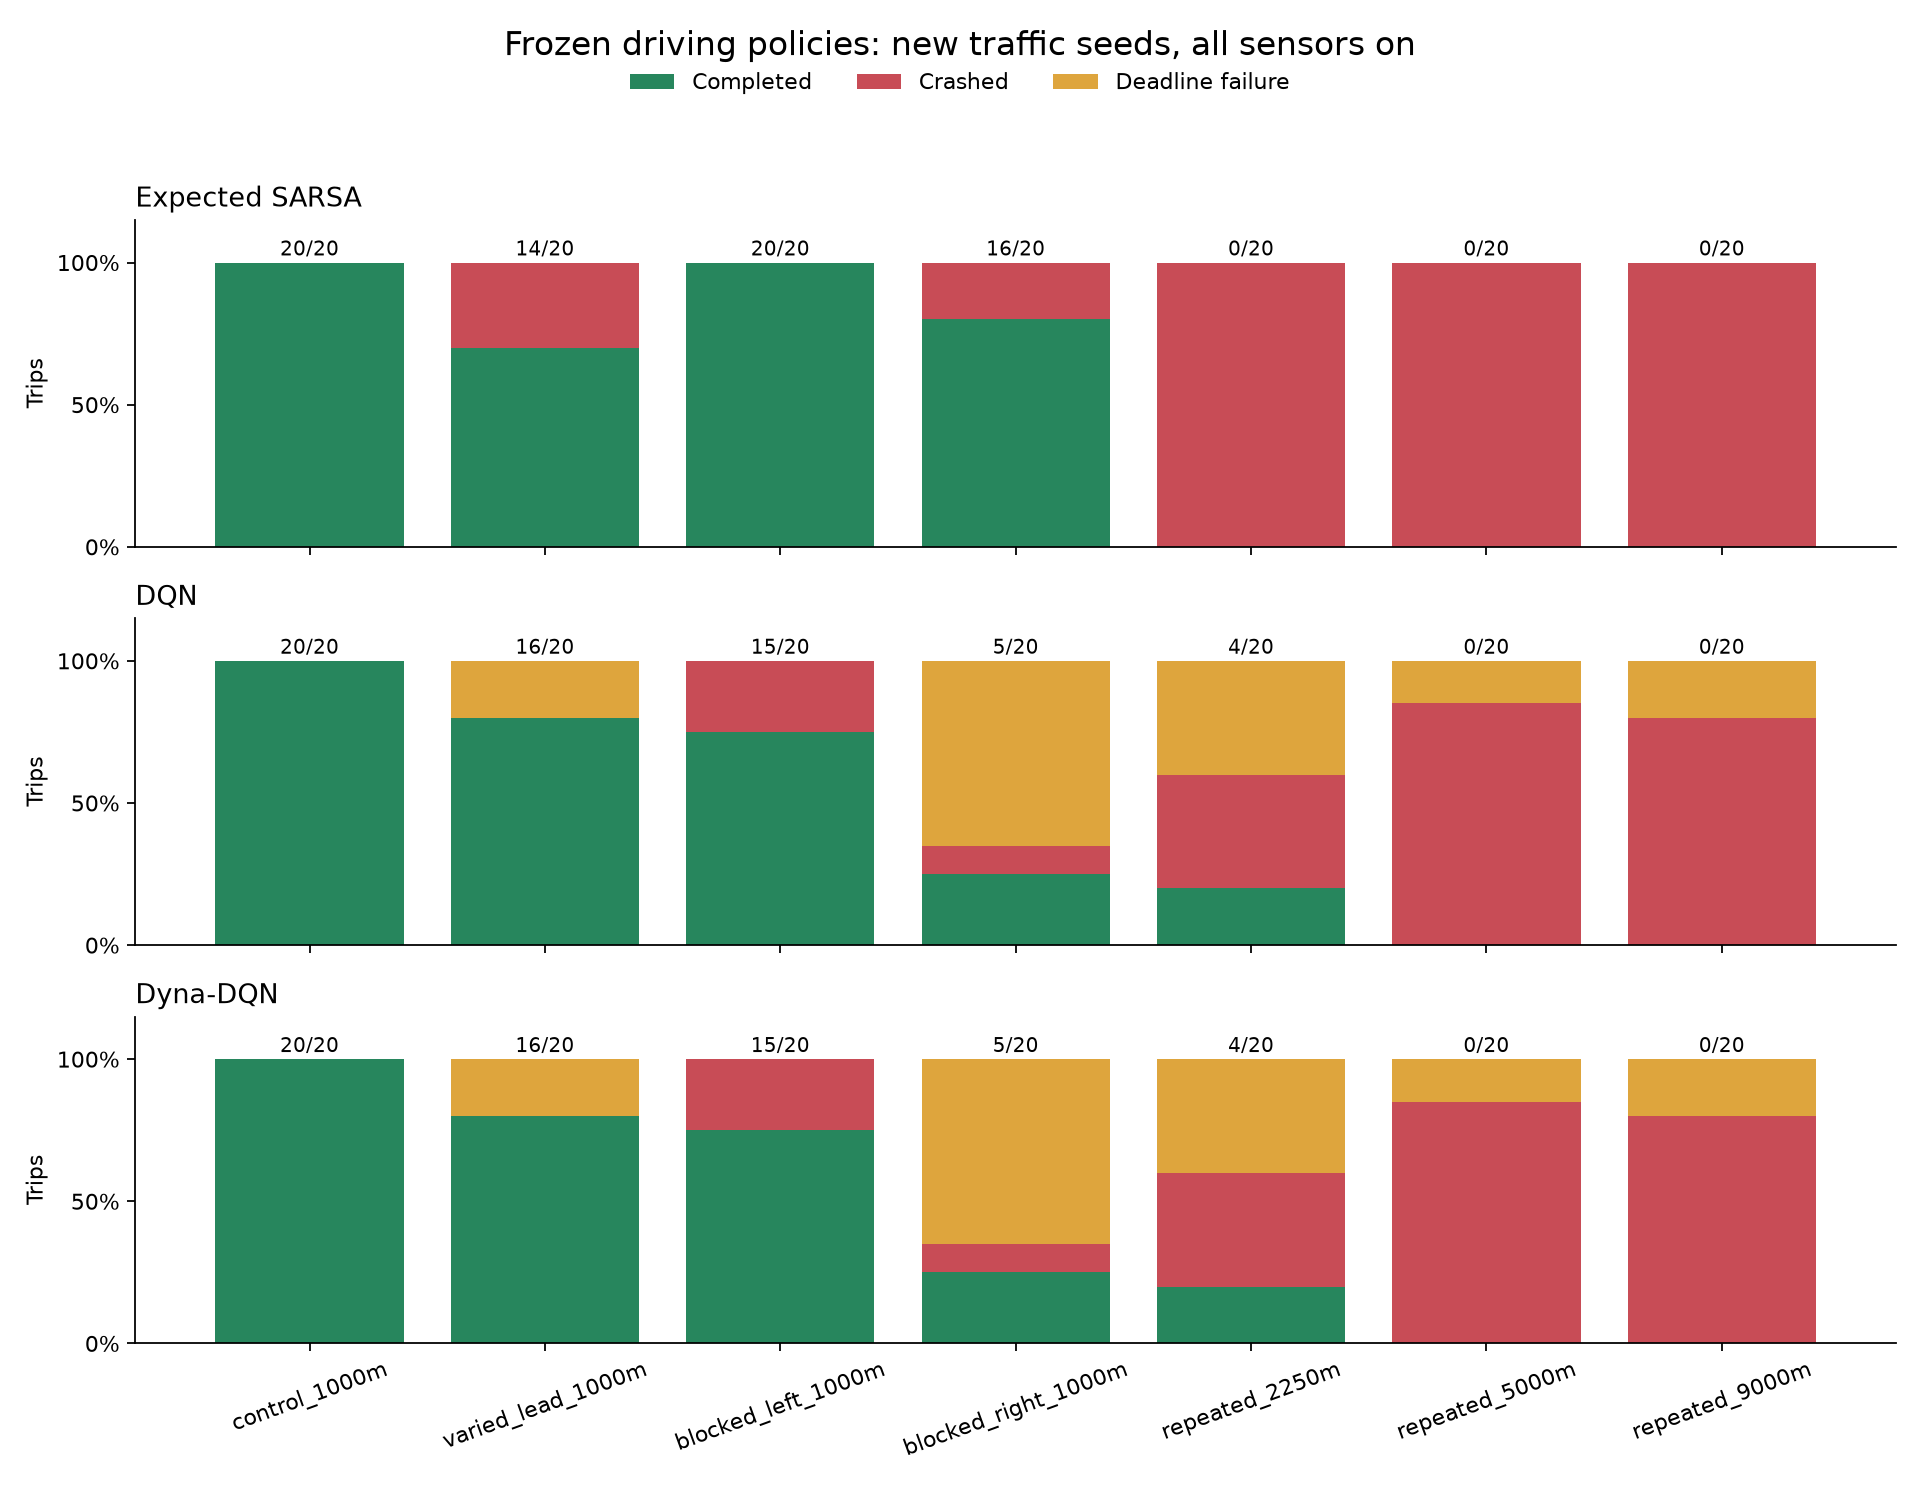 Frozen driving policies: new traffic seeds, all sensors on
Completed Crashed Deadline failure
Expected SARSA
20/20 14/20 20/20 16/20 0/20 0/20 0/20
100%
50%
0%
Trips
DQN
20/20 16/20 15/20 5/20 4/20 0/20 0/20
100%
50%
0%
Trips
Dyna-DQN
20/20 16/20 15/20 5/20 4/20 0/20 0/20
100%
50%
0%
Trips
control_1000m varied_lead_1000m blocked_left_1000m blocked_right_1000m repeated_2250m repeated_5000m repeated_9000m